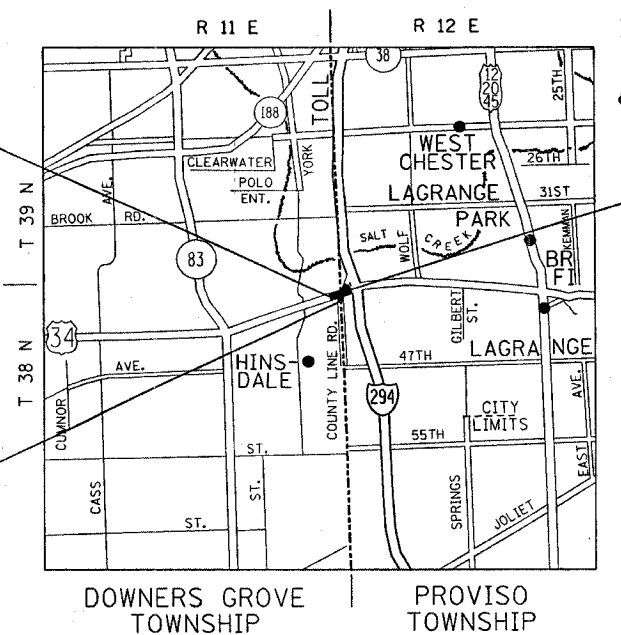 R 11 E
R 12 E
38
12
20
45
25TH
TOLL
188
WEST
CHESTER
CLEARWATER
YORK
26TH
POLO
ENT.
LAGRANGE
PARK
31ST
AVE.
T 39 N
BROOK RD.
SALT CREEK
WOLF
KEMMAN
83
BR
FI
34
GILBERT
ST.
T 38 N
AVE.
HINS-
DALE
COUNTY LINE RD.
47TH
LAGRANGE
CUMNOR
294
AVE.
CITY
LIMITS
55TH
ST.
EAST
CASS
ST.
SPRINGS
JOLIET
ST.
DOWNERS GROVE
TOWNSHIP
PROVISO
TOWNSHIP